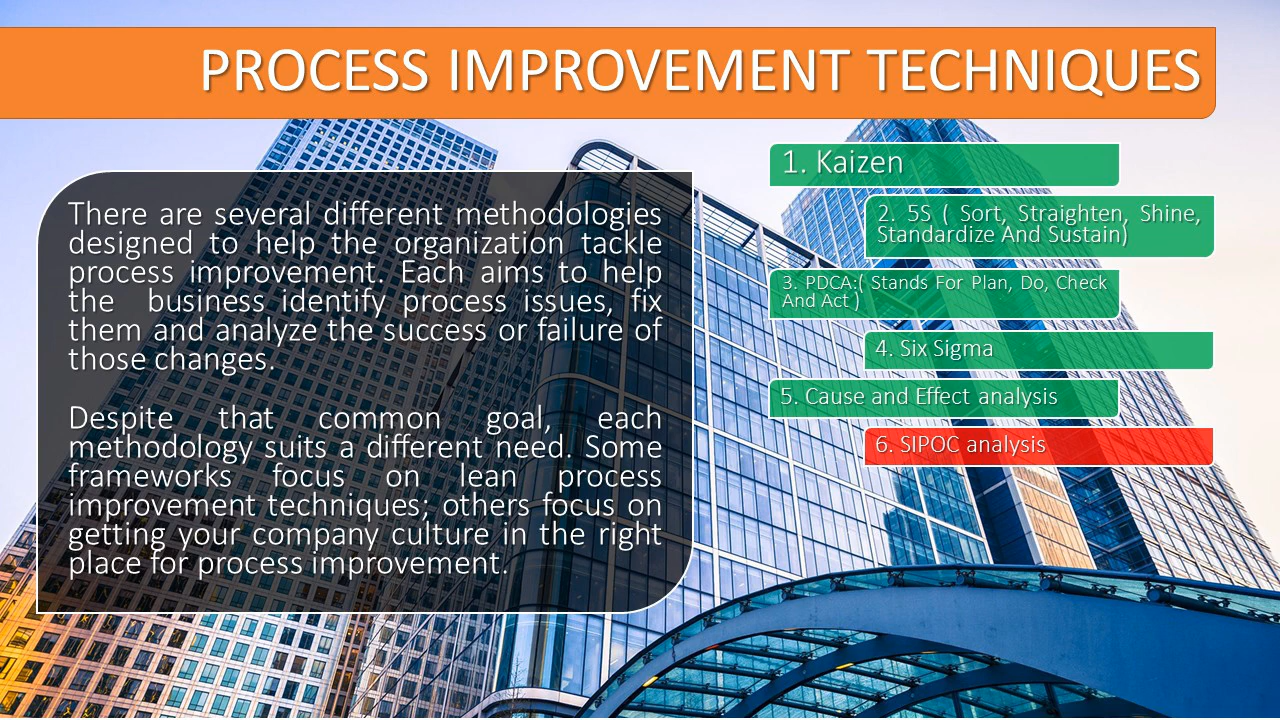 PROCESS IMPROVEMENT TECHNIQUES
There are several different methodologies
designed to help the organization tackle
process improvement. Each aims to help
the business identify process issues, fix
them and analyze the success or failure of
those changes.
Despite that common goal, each
methodology suits a different need. Some
frameworks focus on lean process
improvement techniques; others focus on
getting your company culture in the right
place for process improvement.
1. Kaizen
2. 5S ( Sort, Straighten, Shine,
Standardize And Sustain)
3. PDCA:( Stands For Plan, Do, Check
And Act )
4. Six Sigma
5. Cause and Effect analysis
6. SIPOC analysis